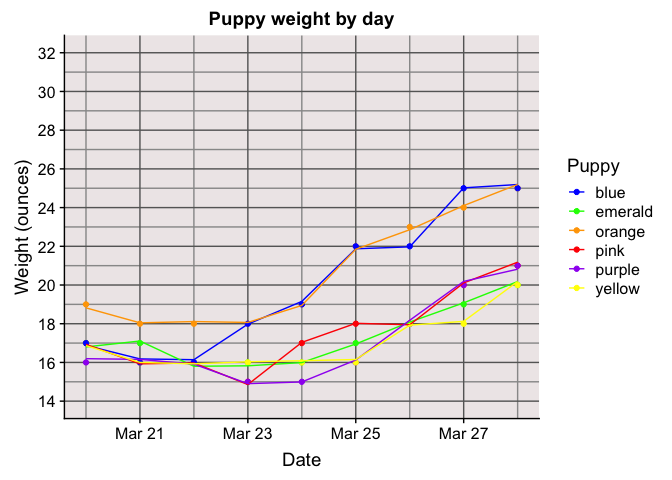 Puppy weight by day
Weight (ounces)
32
30
28
26
24
22
20
18
16
14
Mar 21 Mar 23 Mar 25 Mar 27
Date
Puppy
blue
emerald
orange
pink
purple
yellow